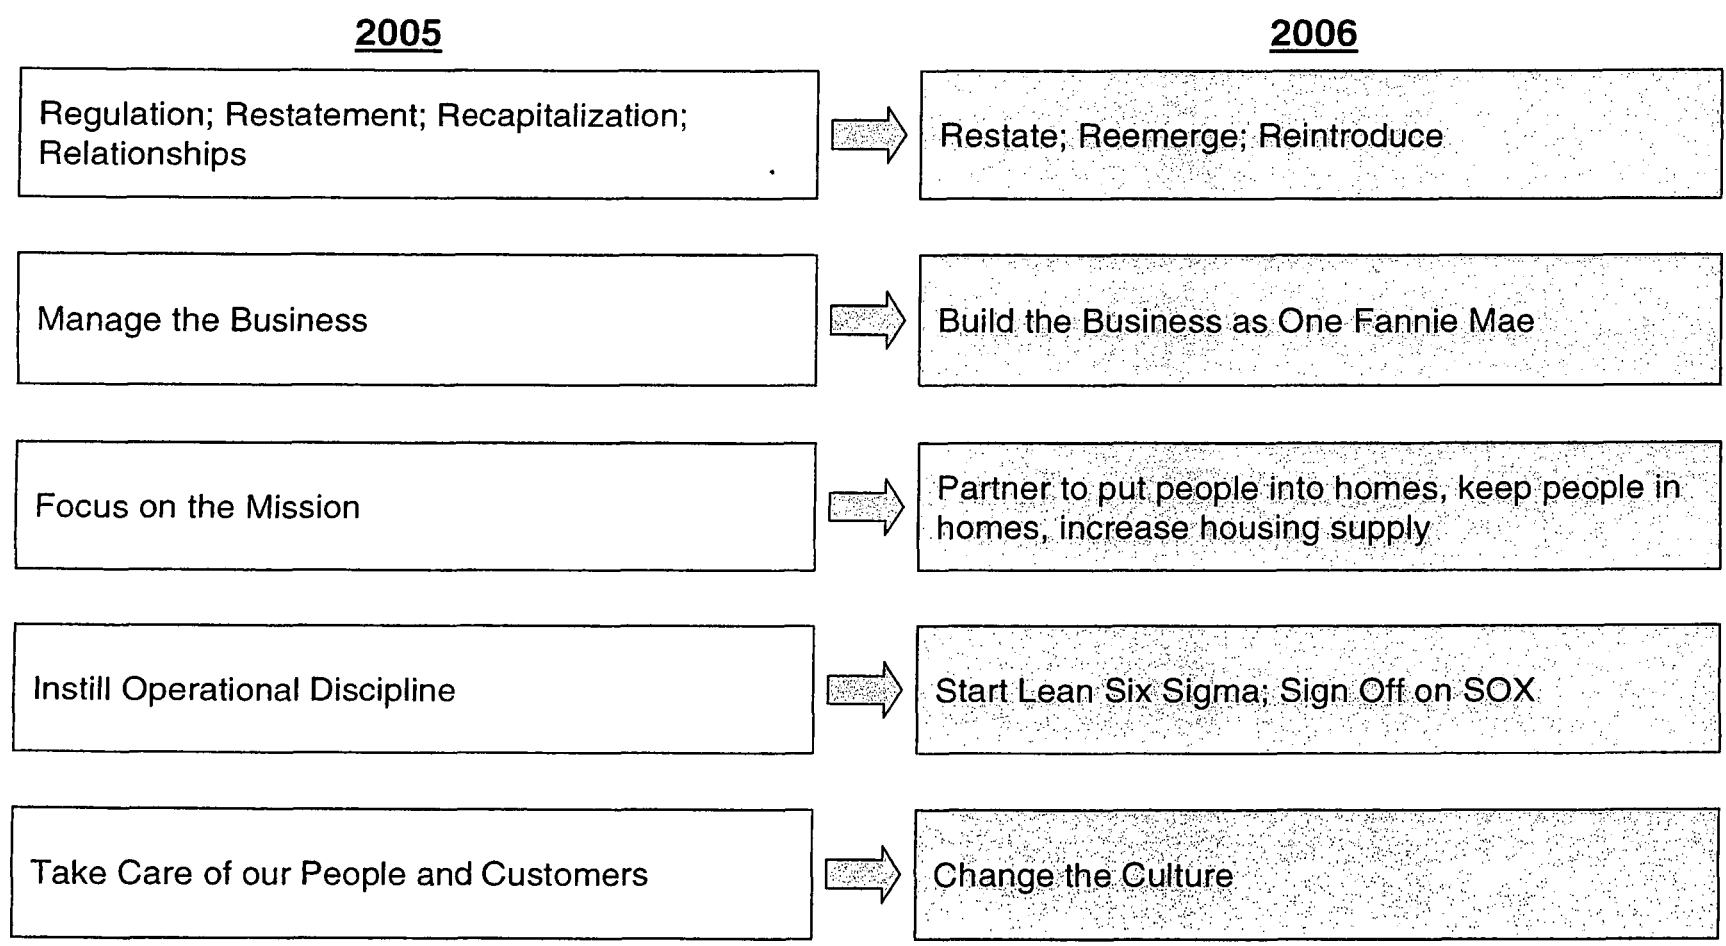 2005
2006
Regulation; Restatement; Recapitalization;
Relationships
Restate; Reemerge; Reintroduce
Manage the Business
Build the Business as One Fannie Mae
Focus on the Mission
Partner to put people into homes, keep people in
homes, increase housing supply
Instill Operational Discipline
Start Lean Six Sigma; Sign Off on SOX
Take Care of our People and Customers
Change the Culture